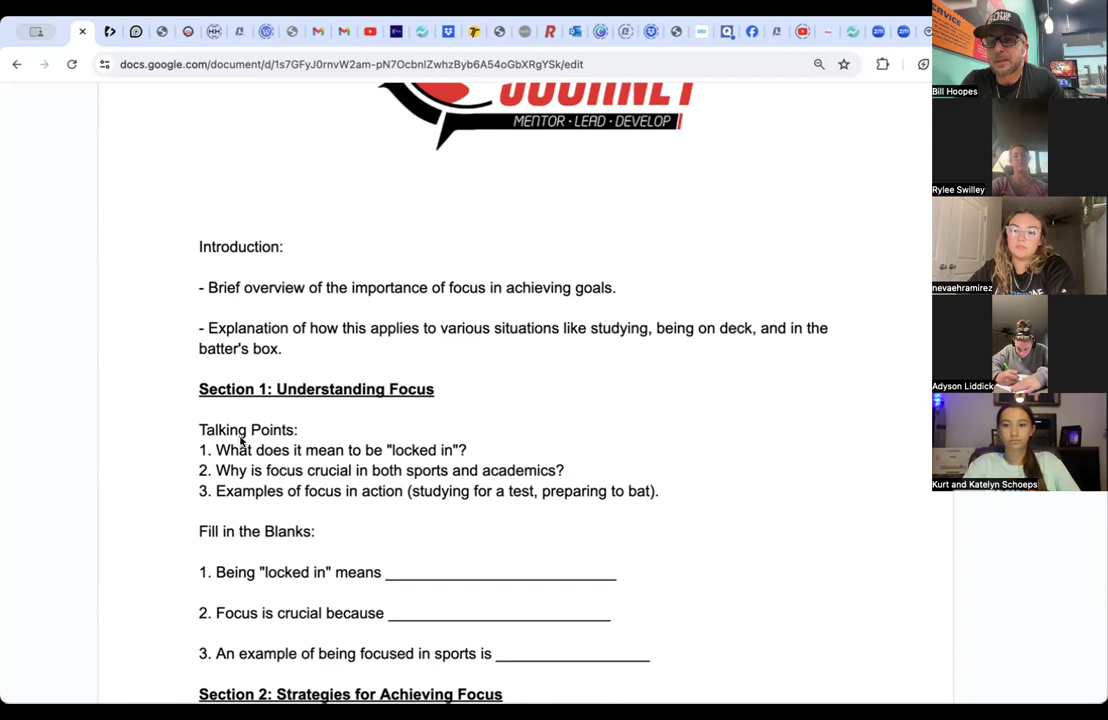 docs.google.com/document/d/1s7GFyJ0rnvW2am-pN7OcbnIZwhzByb6A54oGbXRgYSk/edit
JOURNEY
MENTOR · LEAD · DEVELOP
Introduction:
- Brief overview of the importance of focus in achieving goals.
- Explanation of how this applies to various situations like studying, being on deck, and in the
batter's box.
Section 1: Understanding Focus
Talking Points:
1. What does it mean to be "locked in"?
2. Why is focus crucial in both sports and academics?
3. Examples of focus in action (studying for a test, preparing to bat).
Fill in the Blanks:
1. Being "locked in" means ____________________________
2. Focus is crucial because ___________________________
3. An example of being focused in sports is ___________________
Section 2: Strategies for Achieving Focus
SERVICE
Bill Hoopes
Rylee Swilley
nevaehramirez
Adyson Liddick
Kurt and Katelyn Schoeps